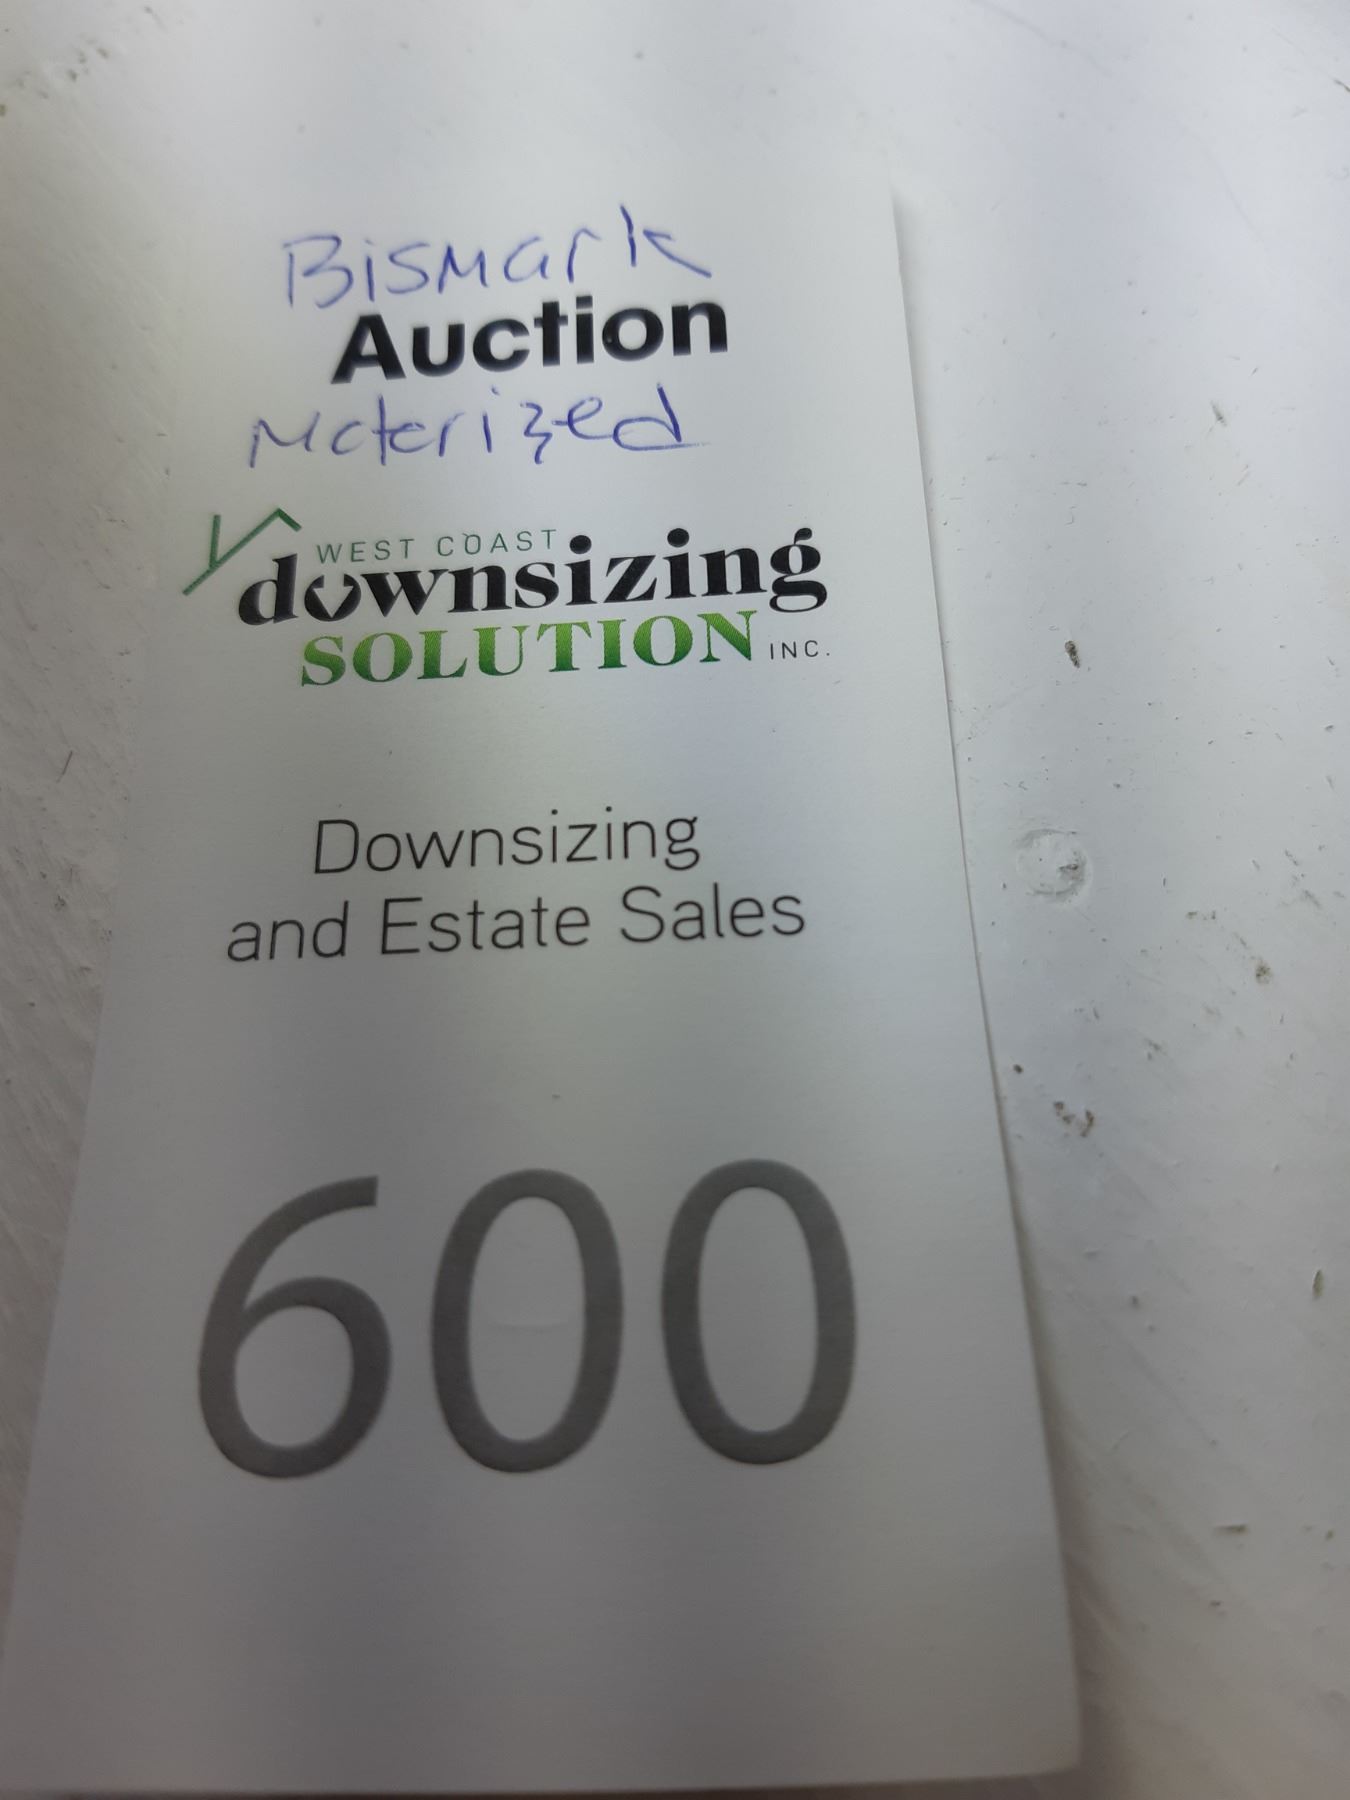 Bismark
Auction
Moterized
WEST COAST
downsizing
SOLUTION INC.
Downsizing
and Estate Sales
600